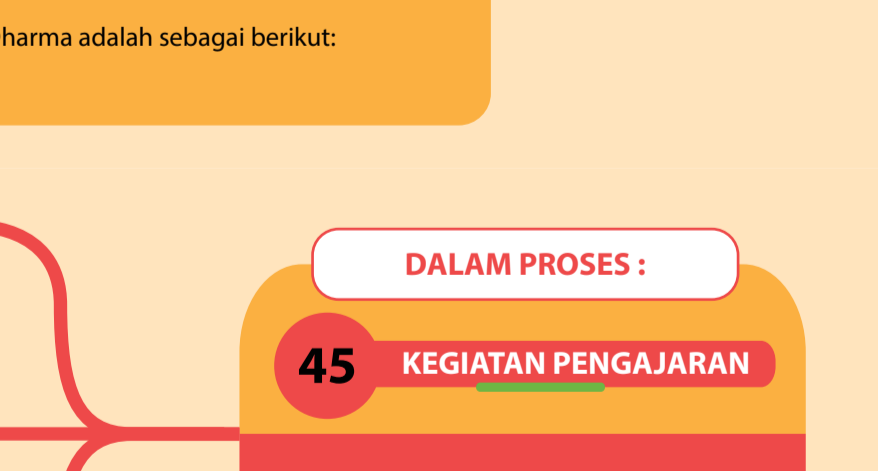 harma adalah sebagai berikut:
DALAM PROSES :
45
KEGIATAN PENGAJARAN